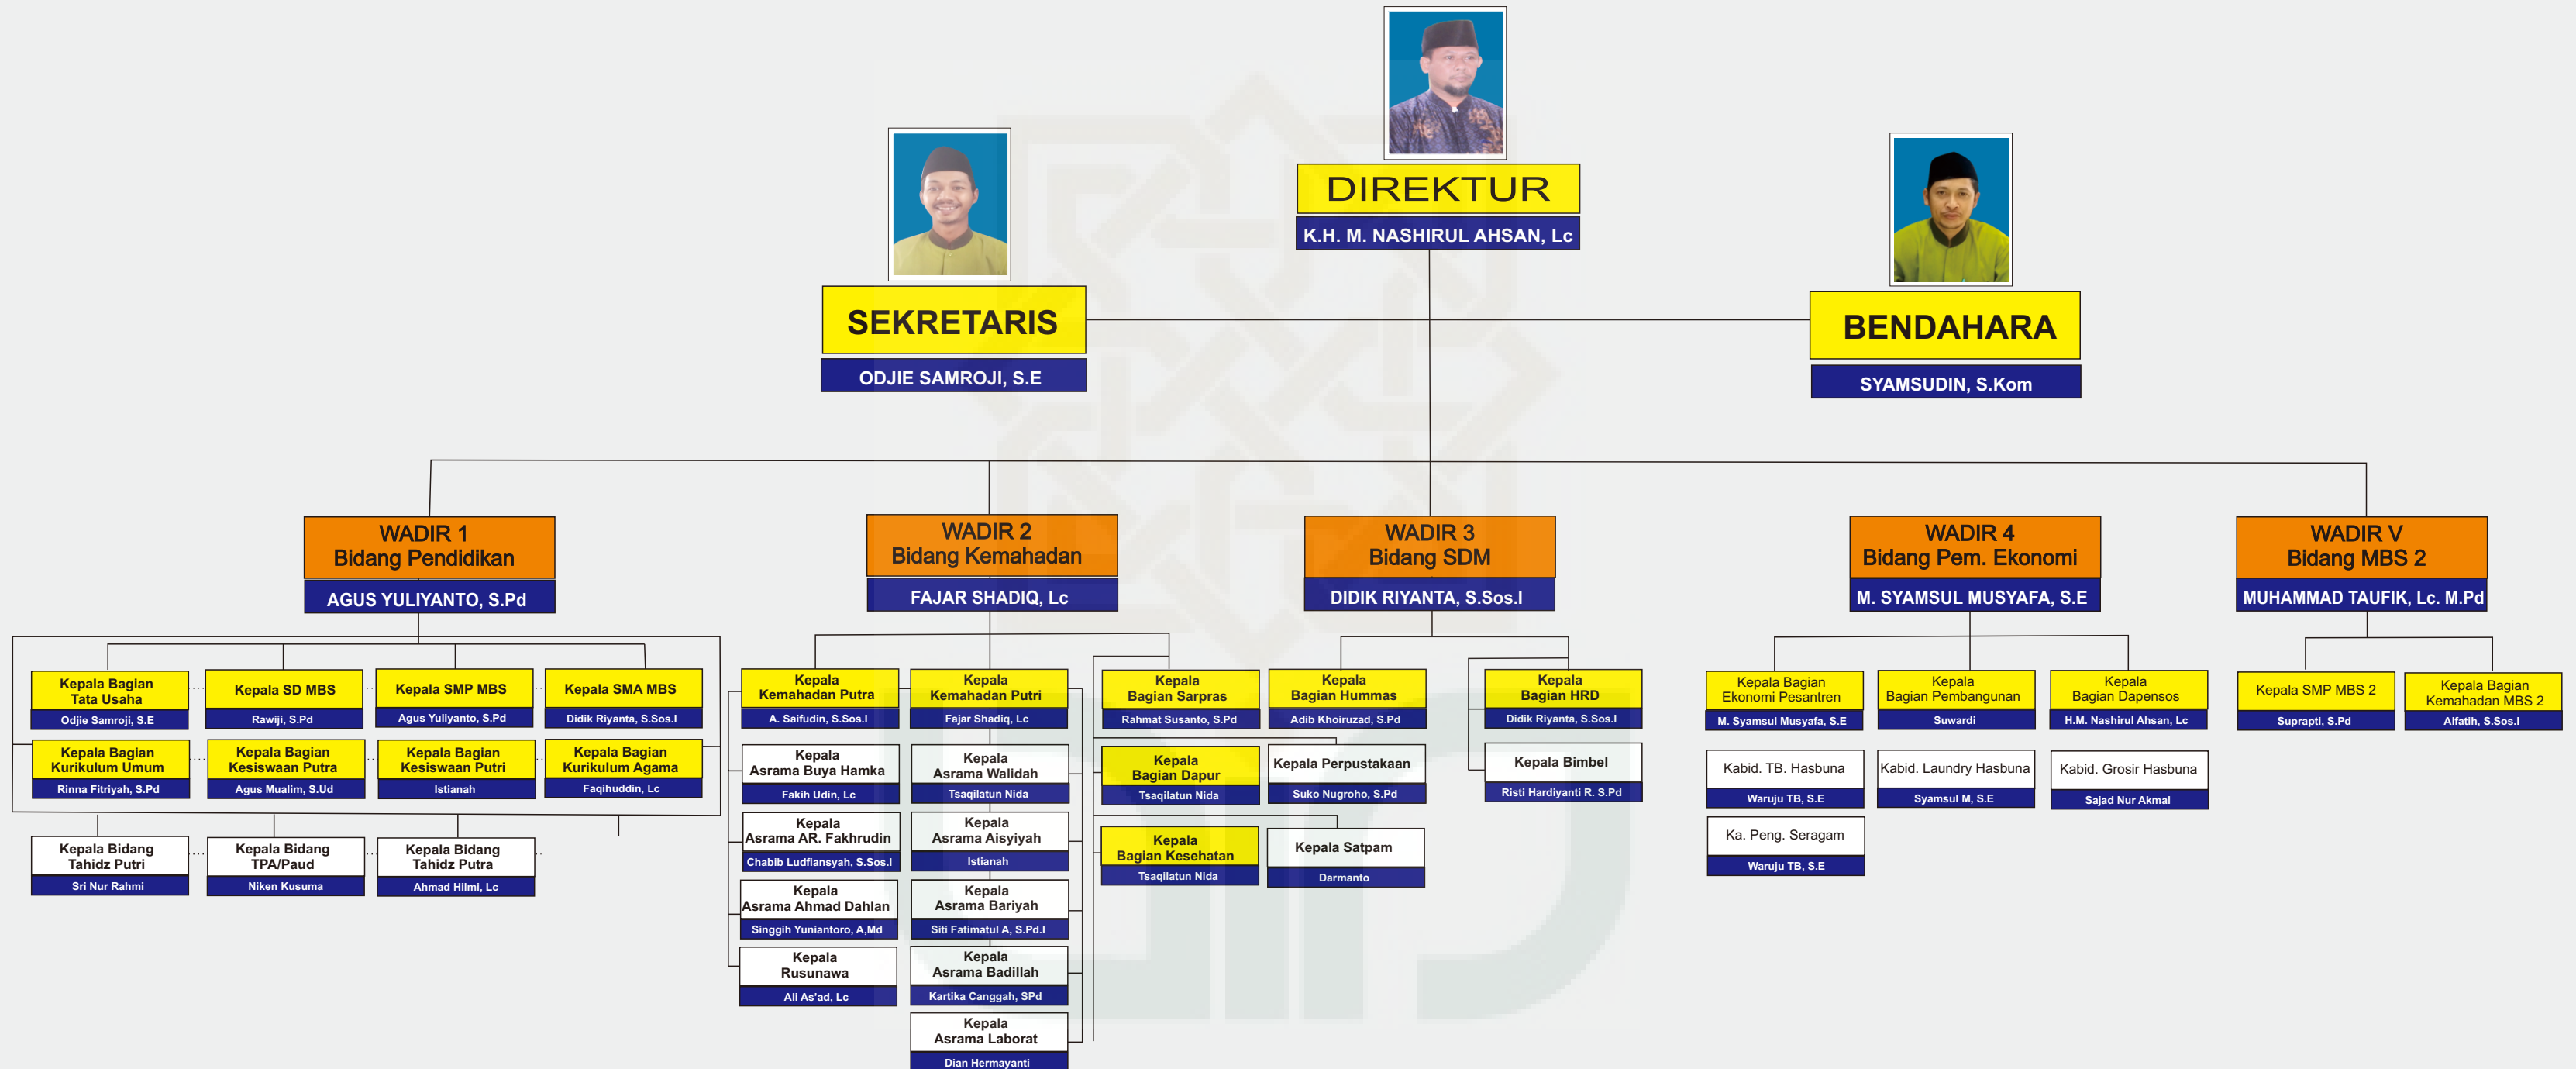 DIREKTUR
K.H. M. NASHIRUL AHSAN, Lc
SEKRETARIS
ODJIE SAMROJI, S.E
BENDAHARA
SYAMSUDIN, S.Kom
WADIR 1
Bidang Pendidikan
AGUS YULIYANTO, S.Pd
WADIR 2
Bidang Kemahadan
FAJAR SHADIQ, Lc
WADIR 3
Bidang SDM
DIDIK RIYANTA, S.Sos.I
WADIR 4
Bidang Pem. Ekonomi
M. SYAMSUL MUSYAFA, S.E
WADIR V
Bidang MBS 2
MUHAMMAD TAUFIK, Lc. M.Pd
Kepala Bagian
Tata Usaha
Odjie Samroji, S.E
Kepala SD MBS
Rawiji, S.Pd
Kepala SMP MBS
Agus Yuliyanto, S.Pd
Kepala SMA MBS
Didik Riyanta, S.Sos.I
Kepala Bagian
Kurikulum Umum
Rinna Fitriyah, S.Pd
Kepala Bagian
Kesiswaan Putra
Agus Mualim, S.Ud
Kepala Bagian
Kesiswaan Putri
Istianah
Kepala Bagian
Kurikulum Agama
Faqihuddin, Lc
Kepala Bidang
Tahidz Putri
Sri Nur Rahmi
Kepala Bidang
TPA/Paud
Niken Kusuma
Kepala Bidang
Tahidz Putra
Ahmad Hilmi, Lc
Kepala
Kemahadan Putra
A. Saifudin, S.Sos.I
Kepala
Asrama Buya Hamka
Fakih Udin, Lc
Kepala
Asrama AR. Fakhrudin
Chabib Ludfiansyah, S.Sos.I
Kepala
Asrama Ahmad Dahlan
Singgih Yuniantoro, A,Md
Kepala
Rusunawa
Ali As'ad, Lc
Kepala
Kemahadan Putri
Fajar Shadiq, Lc
Kepala
Asrama Walidah
Tsaqilatun Nida
Kepala
Asrama Aisyiyah
Istianah
Kepala
Asrama Bariyah
Siti Fatimatul A, S.Pd.I
Kepala
Asrama Badillah
Kartika Canggah, SPd
Kepala
Asrama Laborat
Dian Hermayanti
Kepala
Bagian Sarpras
Rahmat Susanto, S.Pd
Kepala
Bagian Dapur
Tsaqilatun Nida
Kepala
Bagian Kesehatan
Tsaqilatun Nida
Kepala
Bagian Hummas
Adib Khoiruzad, S.Pd
Kepala Perpustakaan
Suko Nugroho, S.Pd
Kepala Satpam
Darmanto
Kepala
Bagian HRD
Didik Riyanta, S.Sos.I
Kepala Bimbel
Risti Hardiyanti R. S.Pd
Kepala Bagian
Ekonomi Pesantren
M. Syamsul Musyafa, S.E
Kepala
Bagian Pembangunan
Suwardi
Kepala
Bagian Dapensos
H.M. Nashirul Ahsan, Lc
Kabid. TB. Hasbuna
Waruju TB, S.E
Kabid. Laundry Hasbuna
Syamsul M, S.E
Kabid. Grosir Hasbuna
Sajad Nur Akmal
Ka. Peng. Seragam
Waruju TB, S.E
Kepala SMP MBS 2
Suprapti, S.Pd
Kepala Bagian
Kemahadan MBS 2
Alfatih, S.Sos.I